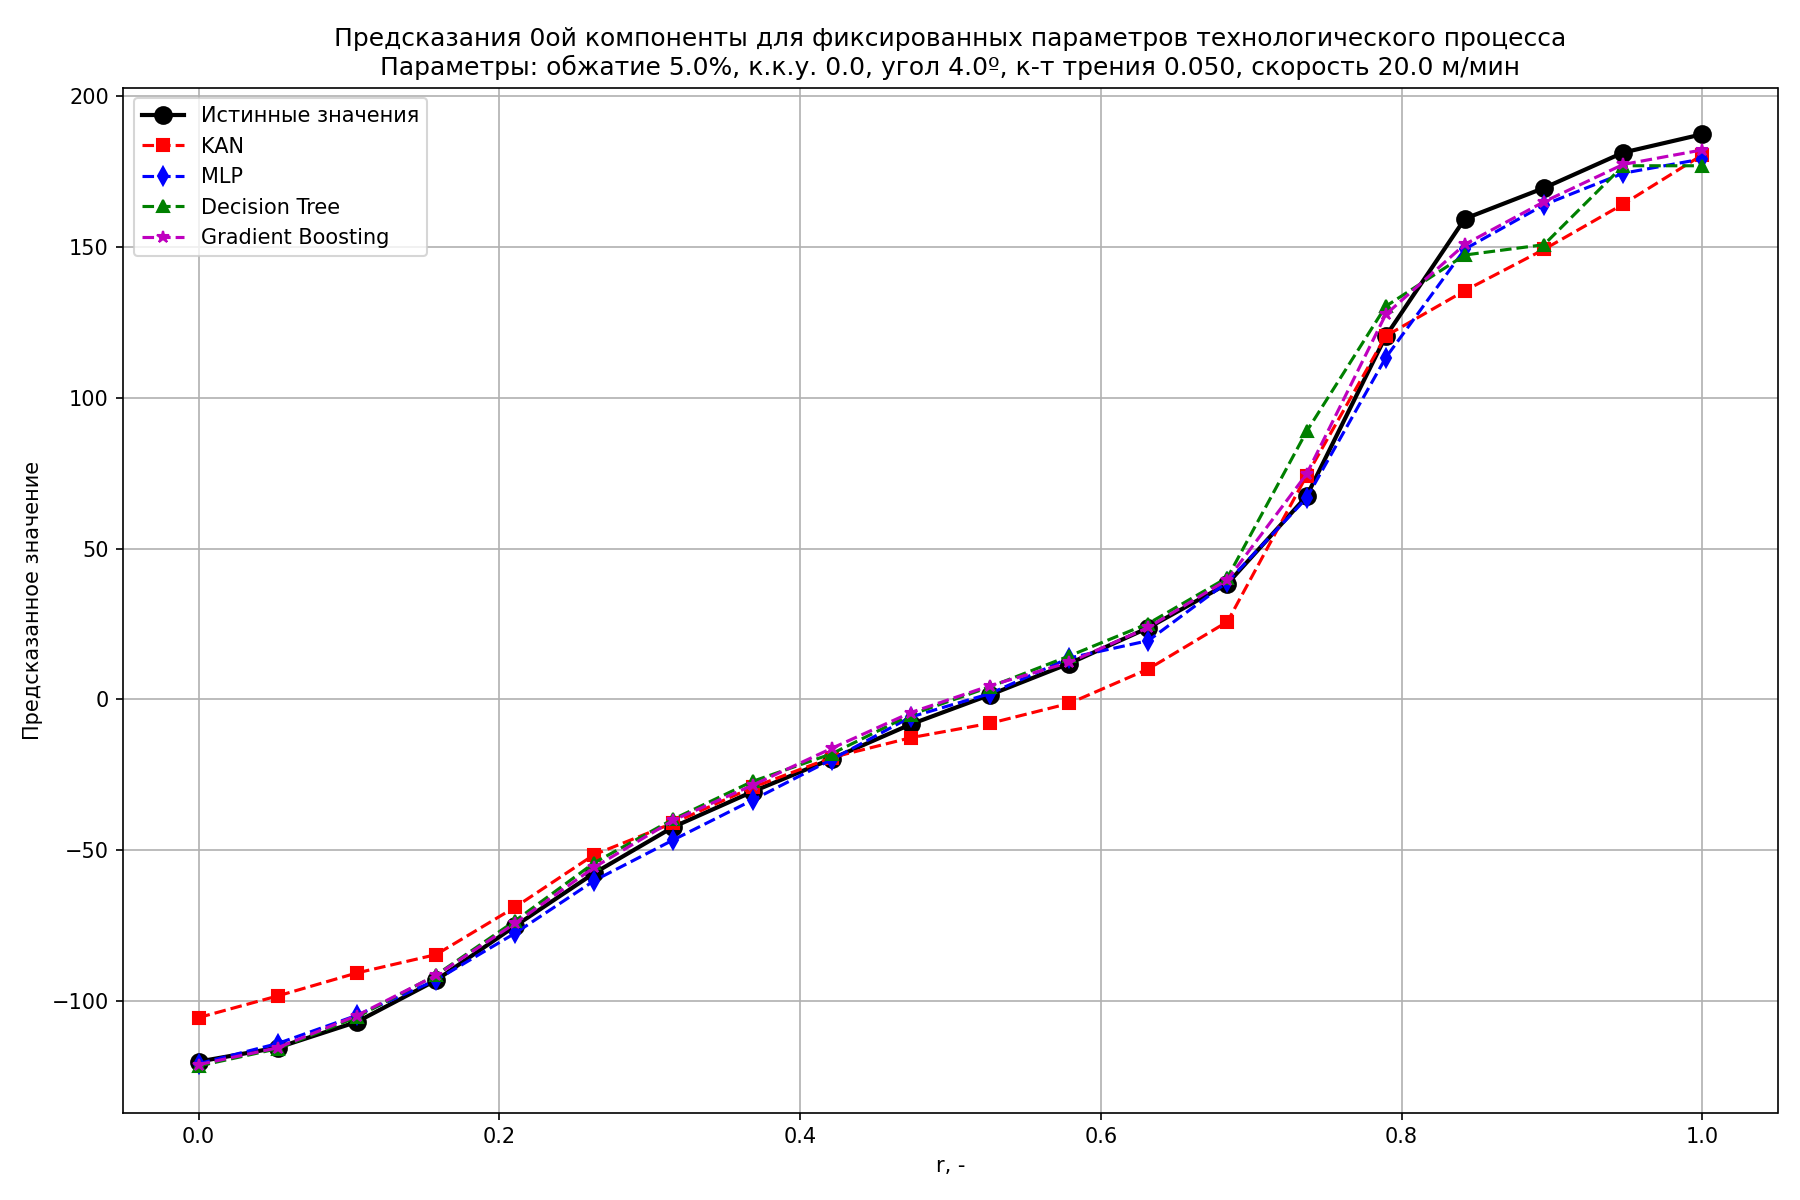 Предсказания 0ой компоненты для фиксированных параметров технологического процесса
Параметры: обжатие 5.0%, к.к.у. 0.0, угол 4.0º, к-т трения 0.050, скорость 20.0 м/мин
Истинные значения
KAN
MLP
Decision Tree
Gradient Boosting
Предсказанное значение
200
150
100
50
0
−50
−100
0.0 0.2 0.4 0.6 0.8 1.0
r, -